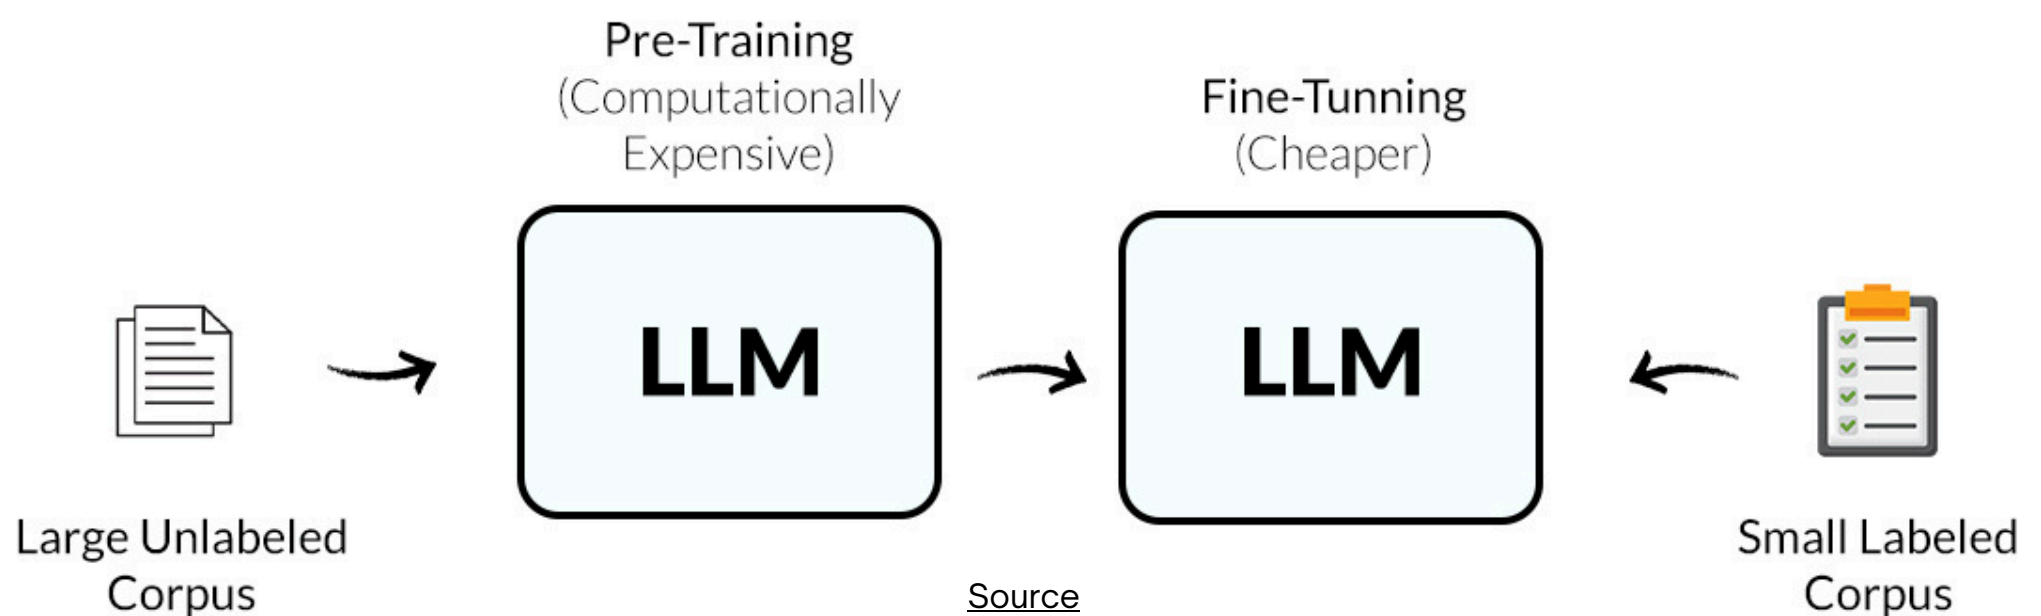 Pre-Training
(Computationally
Expensive)
Fine-Tunning
(Cheaper)
LLM
LLM
Large Unlabeled
Corpus
Small Labeled
Corpus
Source